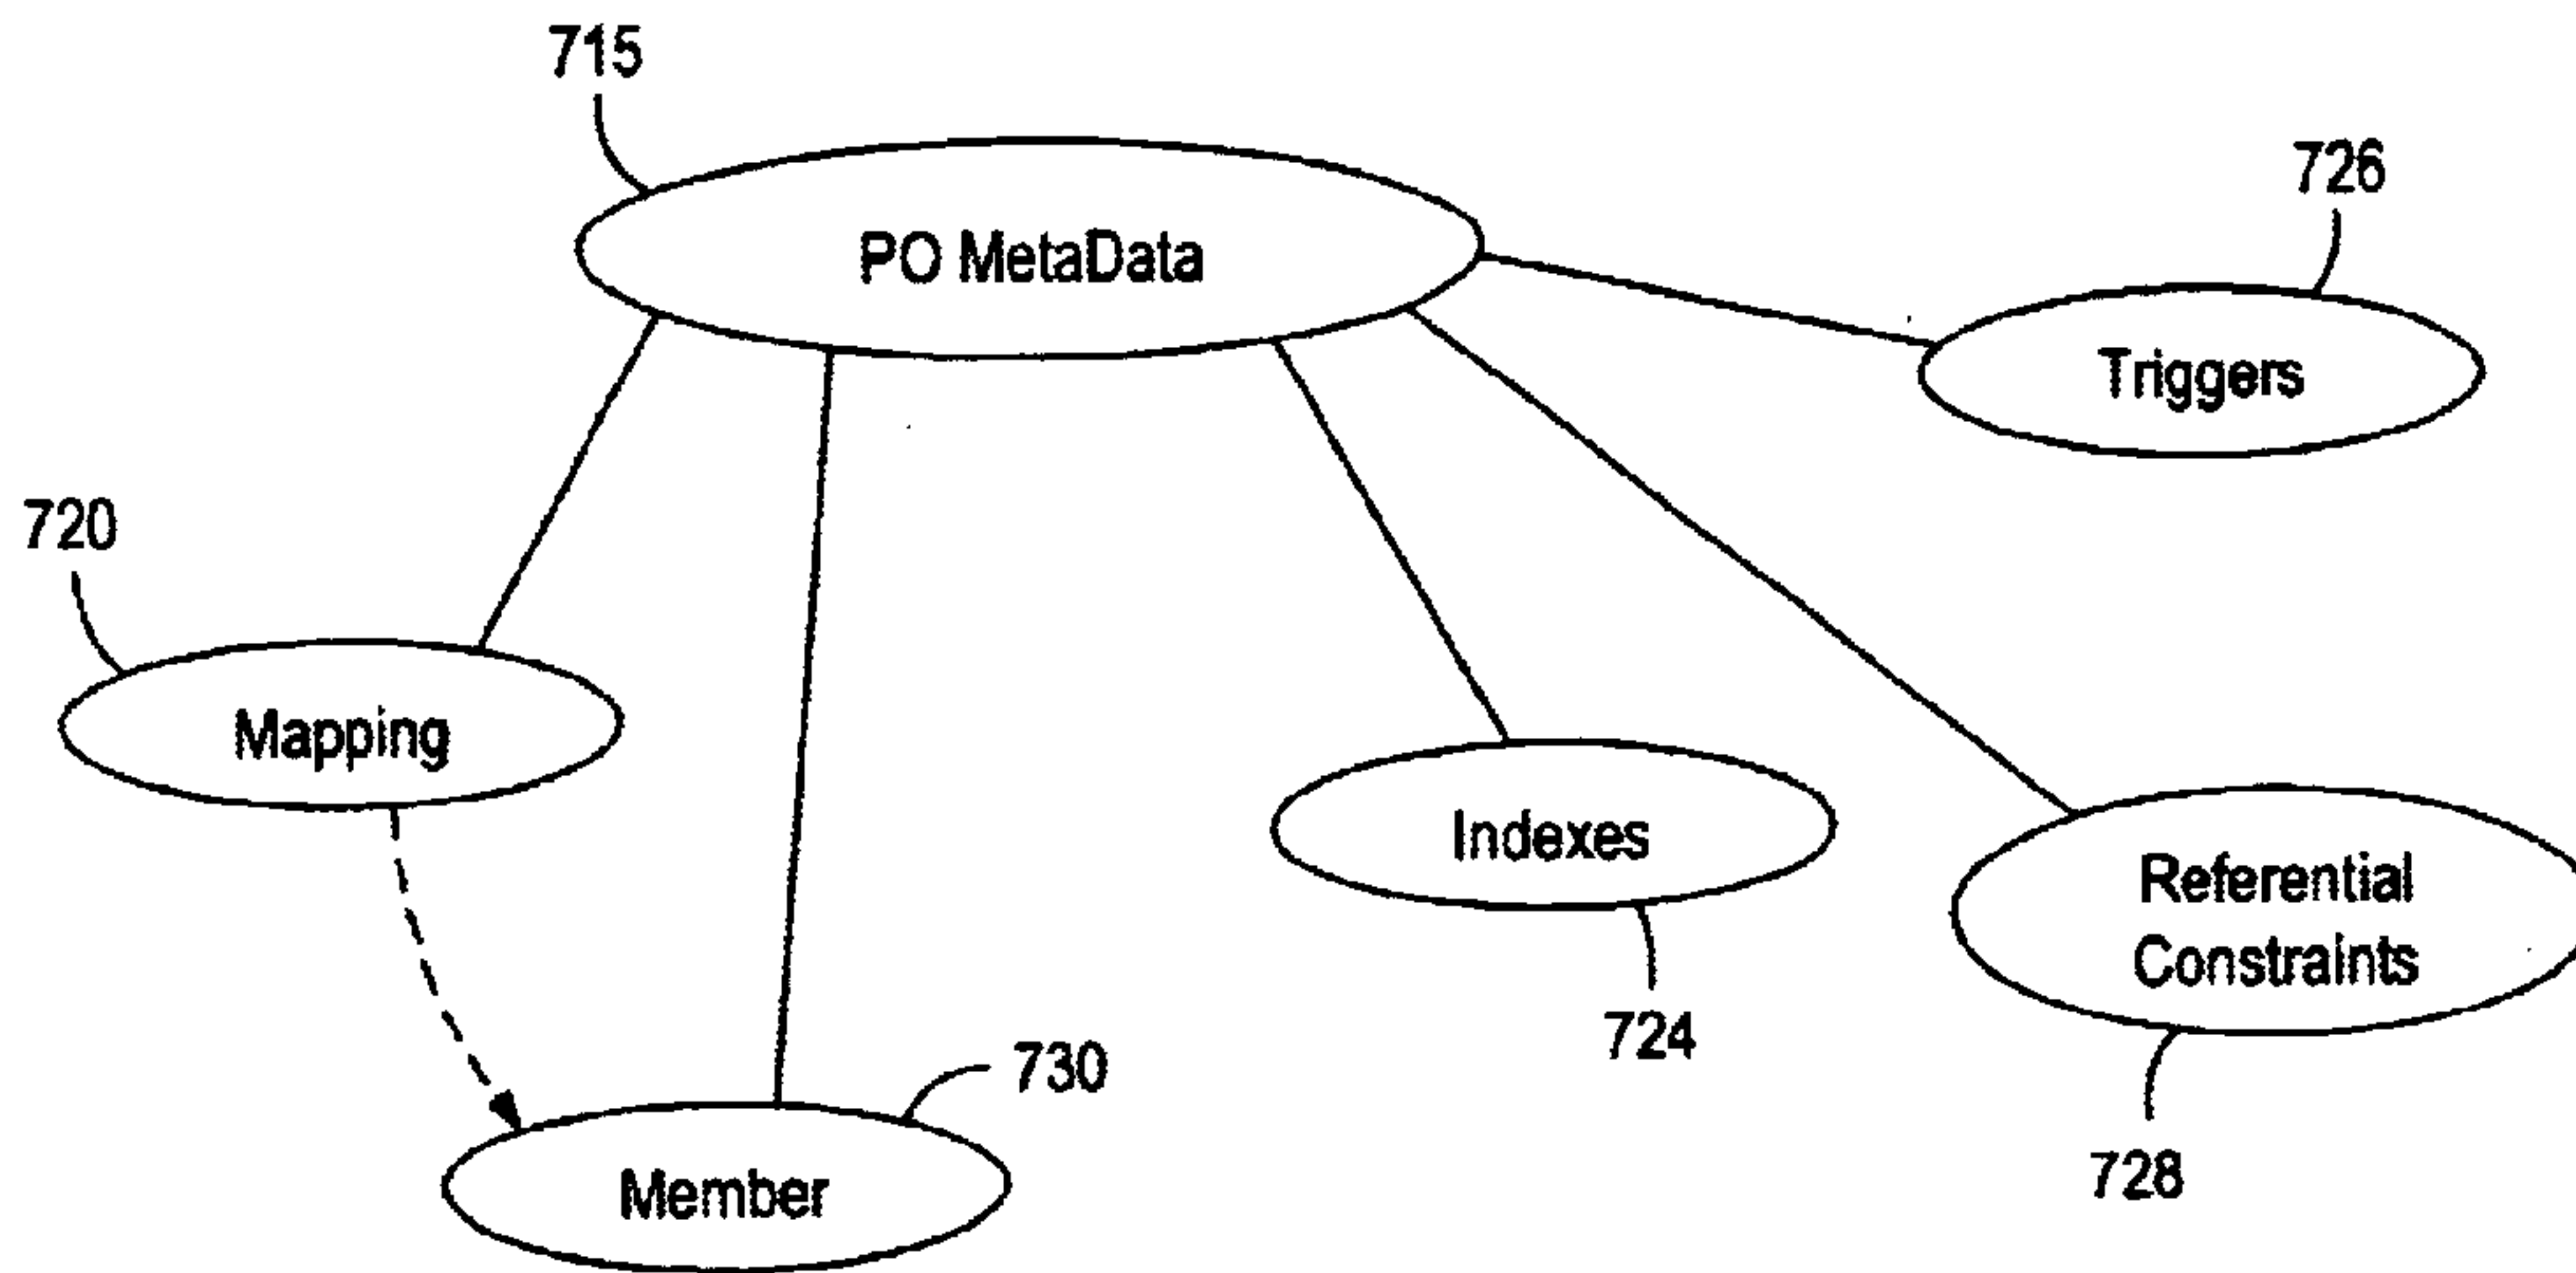 715
PO MetaData
726
Triggers
720
Mapping
Indexes
724
Referential
Constraints
728
730
Member